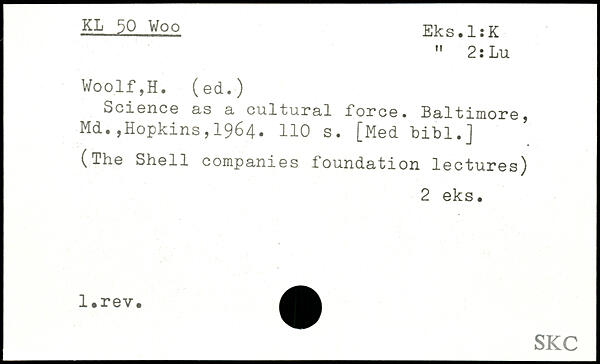 KL 50 Woo
Eks.1:K
" 2:Lu
Woolf,H. (ed.)
Science as a cultural force. Baltimore,
Md.,Hopkins,1964. 110 s. [Med bibl.]
(The Shell companies foundation lectures)
2 eks.
1.rev.
SKC